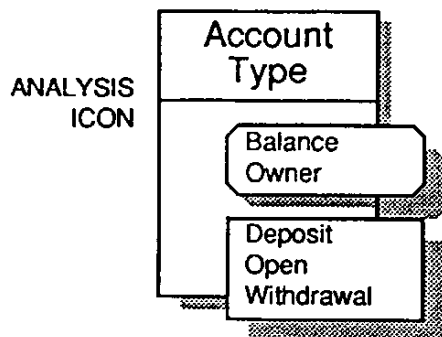 Account
Type
ANALYSIS
ICON
Balance
Owner
Deposit
Open
Withdrawal